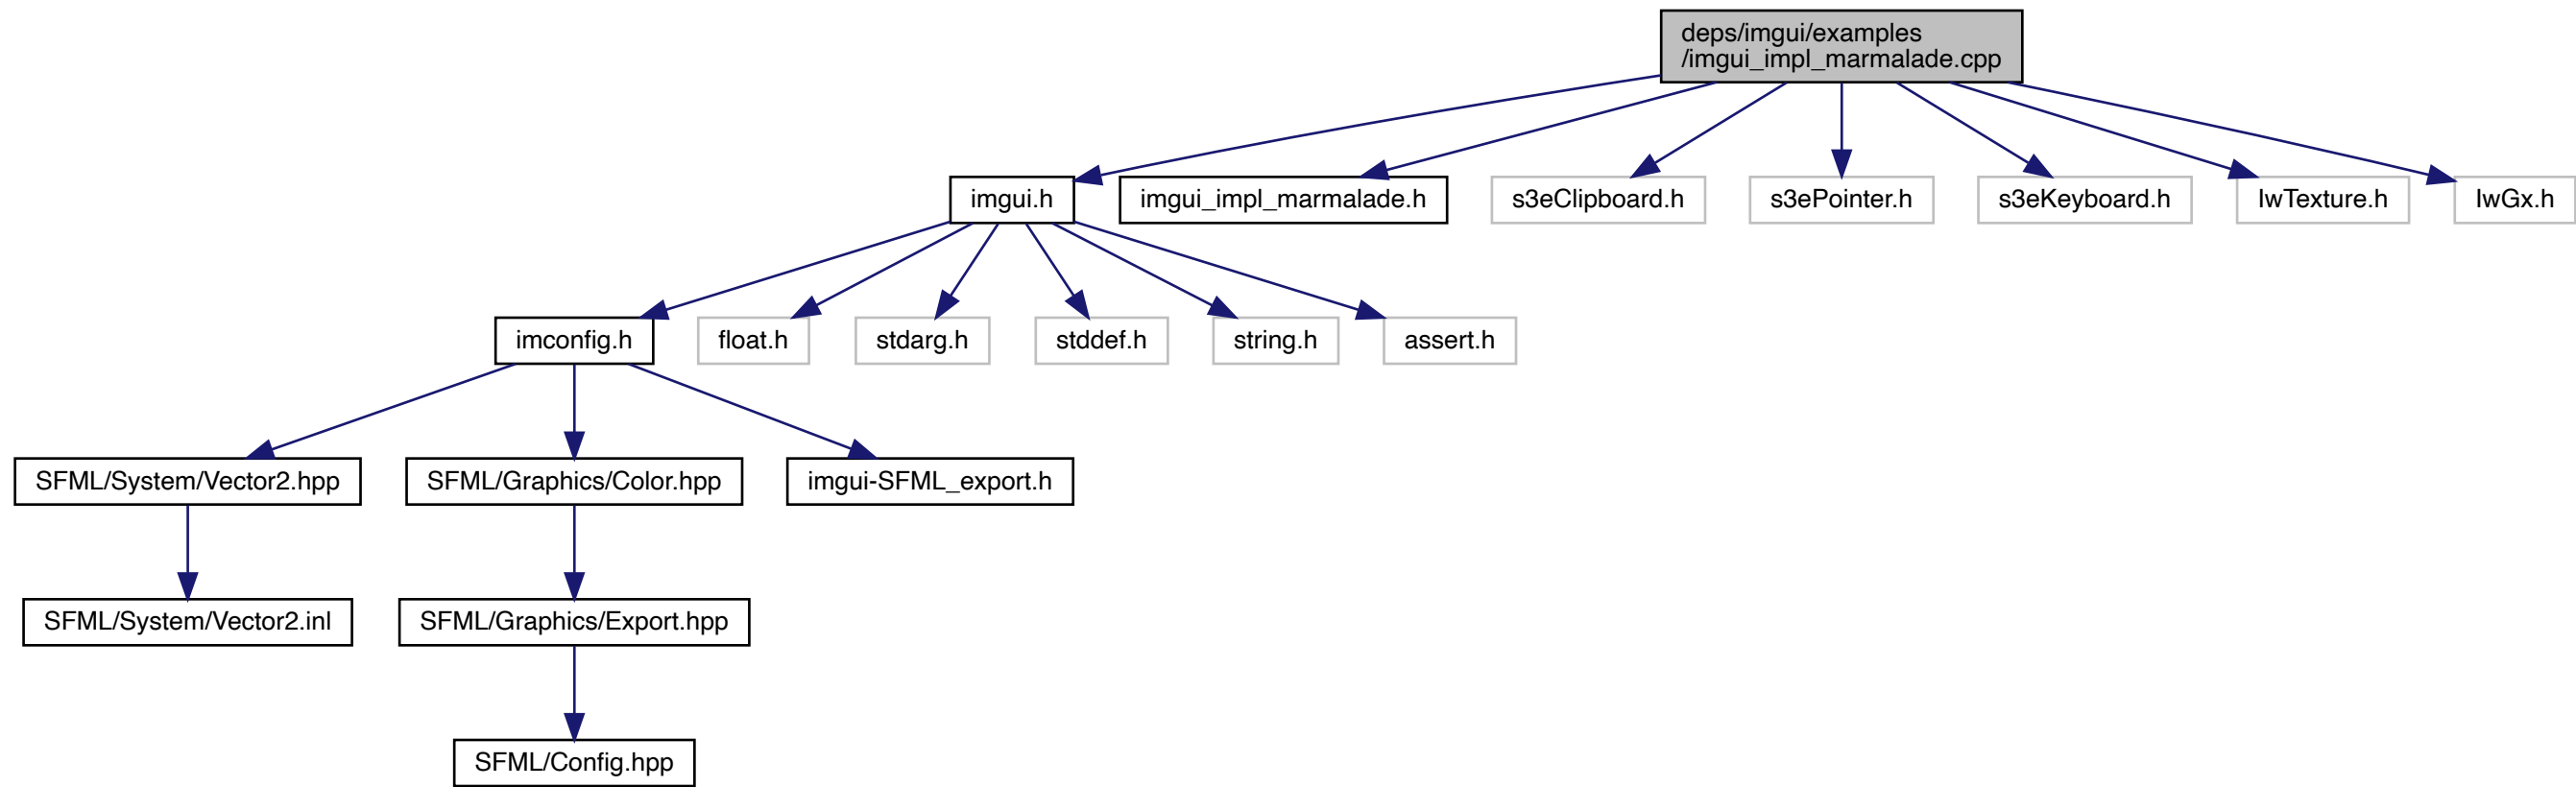 deps/imgui/examples
/imgui_impl_marmalade.cpp
imgui.h
imgui_impl_marmalade.h
s3eClipboard.h
s3ePointer.h
s3eKeyboard.h
IwTexture.h
IwGx.h
imconfig.h
float.h
stdarg.h
stddef.h
string.h
assert.h
SFML/System/Vector2.hpp
SFML/Graphics/Color.hpp
imgui-SFML_export.h
SFML/System/Vector2.inl
SFML/Graphics/Export.hpp
SFML/Config.hpp